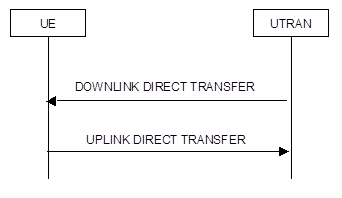 UE
UTRAN
DOWNLINK DIRECT TRANSFER
UPLINK DIRECT TRANSFER